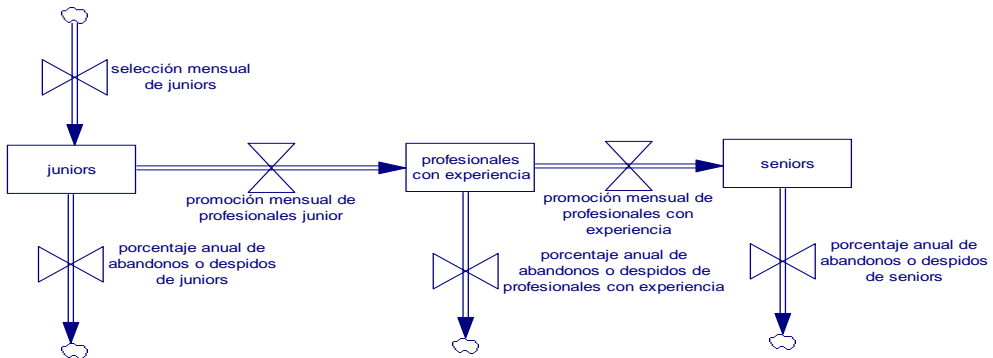 selección mensual
de juniors
juniors
profesionales
con experiencia
seniors
promoción mensual de
profesionales junior
promoción mensual de
profesionales con
experiencia
porcentaje anual de
abandonos o despidos
de juniors
porcentaje anual de
abandonos o despidos de
profesionales con experiencia
porcentaje anual de
abandonos o despidos
de seniors